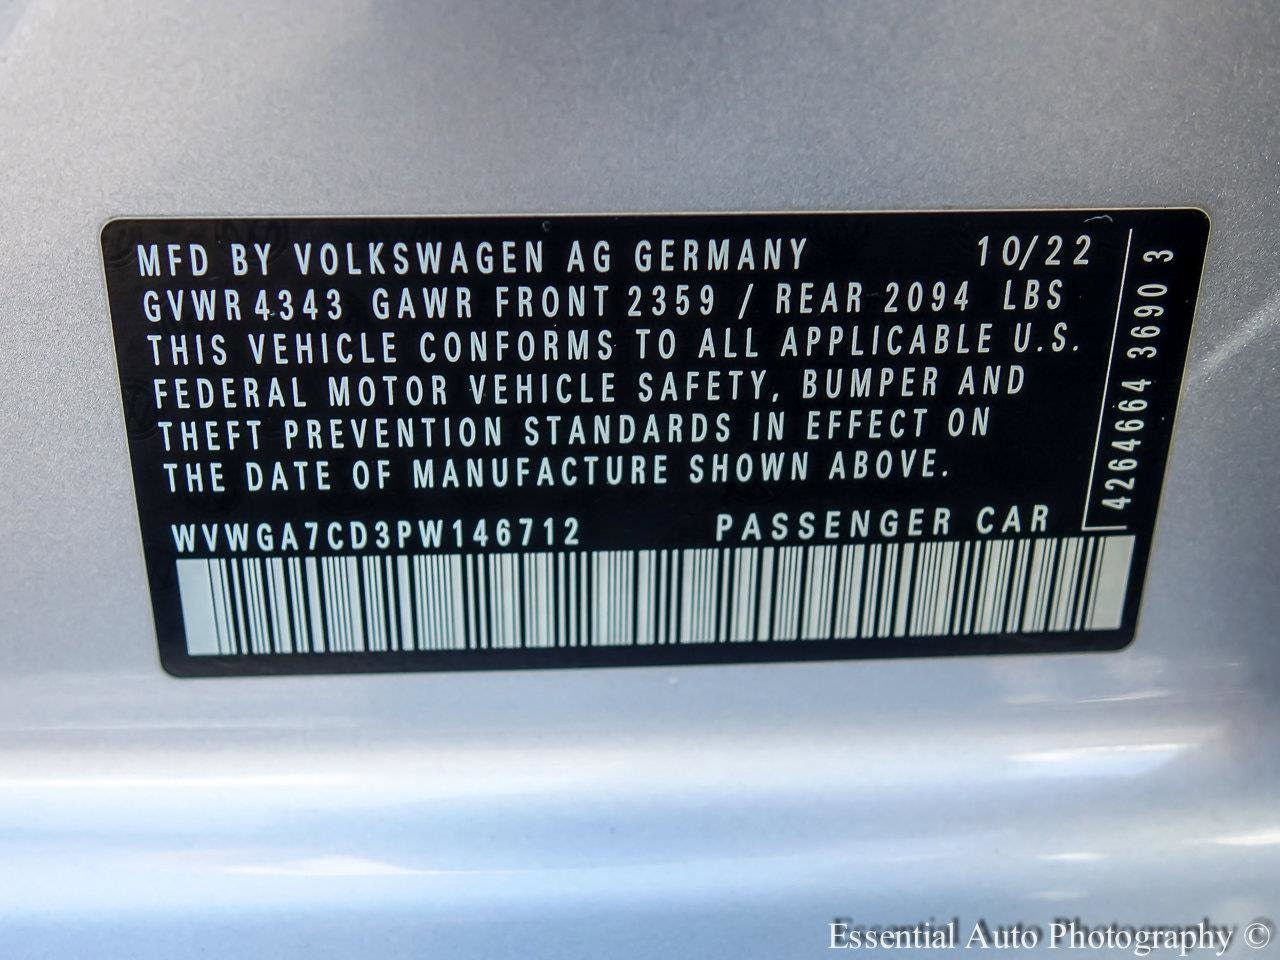 MFD BY VOLKSWAGEN AG GERMANY 10/22
GVWR 4343 GAWR FRONT 2359 / REAR 2094 LBS
THIS VEHICLE CONFORMS TO ALL APPLICABLE U.S.
FEDERAL MOTOR VEHICLE SAFETY, BUMPER AND
THEFT PREVENTION STANDARDS IN EFFECT ON
THE DATE OF MANUFACTURE SHOWN ABOVE.
WVWGA7CD3PW146712 PASSENGER CAR
4264664 3690 3
Essential Auto Photography ©